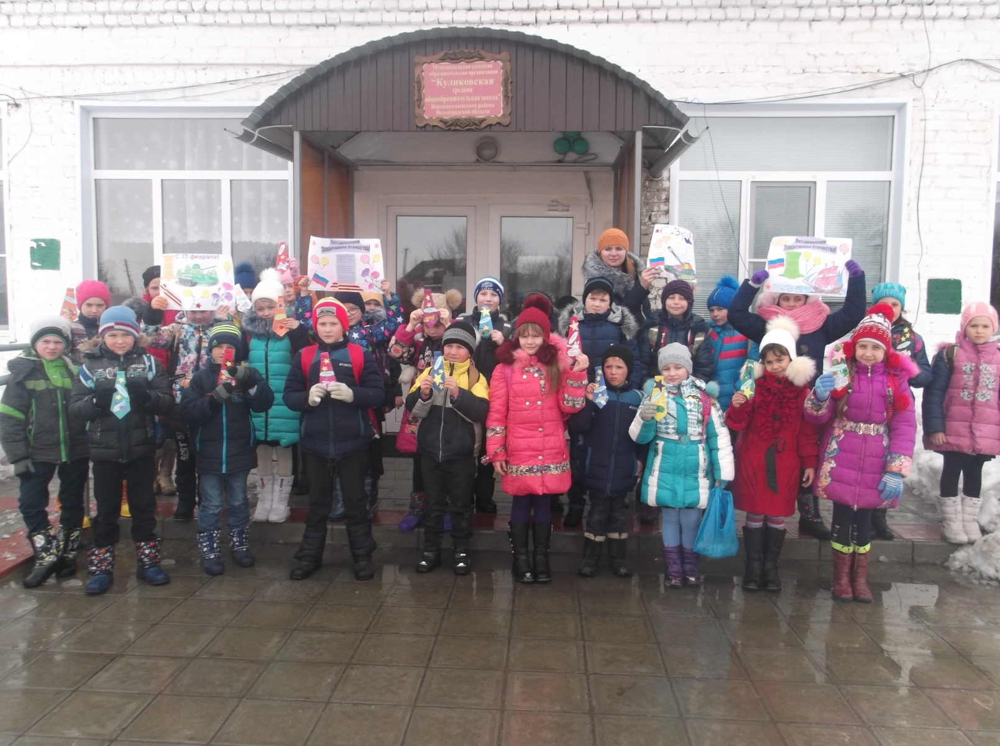 Муниципальная казенная
образовательная организация
"Куликовская
средняя
общеобразовательная школа"
Новониколаевского района
Волгоградской области
С 23 февраля!
Поздравляем
Защитников Отечества!
С 23
Поздравляем
Защитников Отечества!